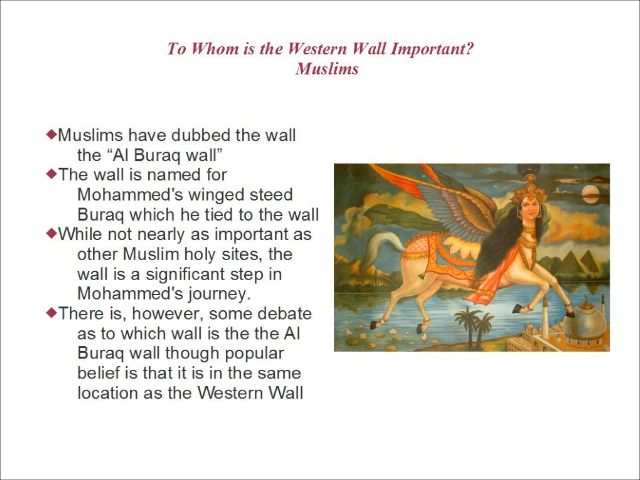 To Whom is the Western Wall Important?
Muslims
◆Muslims have dubbed the wall
the “Al Buraq wall”
◆The wall is named for
Mohammed's winged steed
Buraq which he tied to the wall
◆While not nearly as important as
other Muslim holy sites, the
wall is a significant step in
Mohammed's journey.
◆There is, however, some debate
as to which wall is the the Al
Buraq wall though popular
belief is that it is in the same
location as the Western Wall